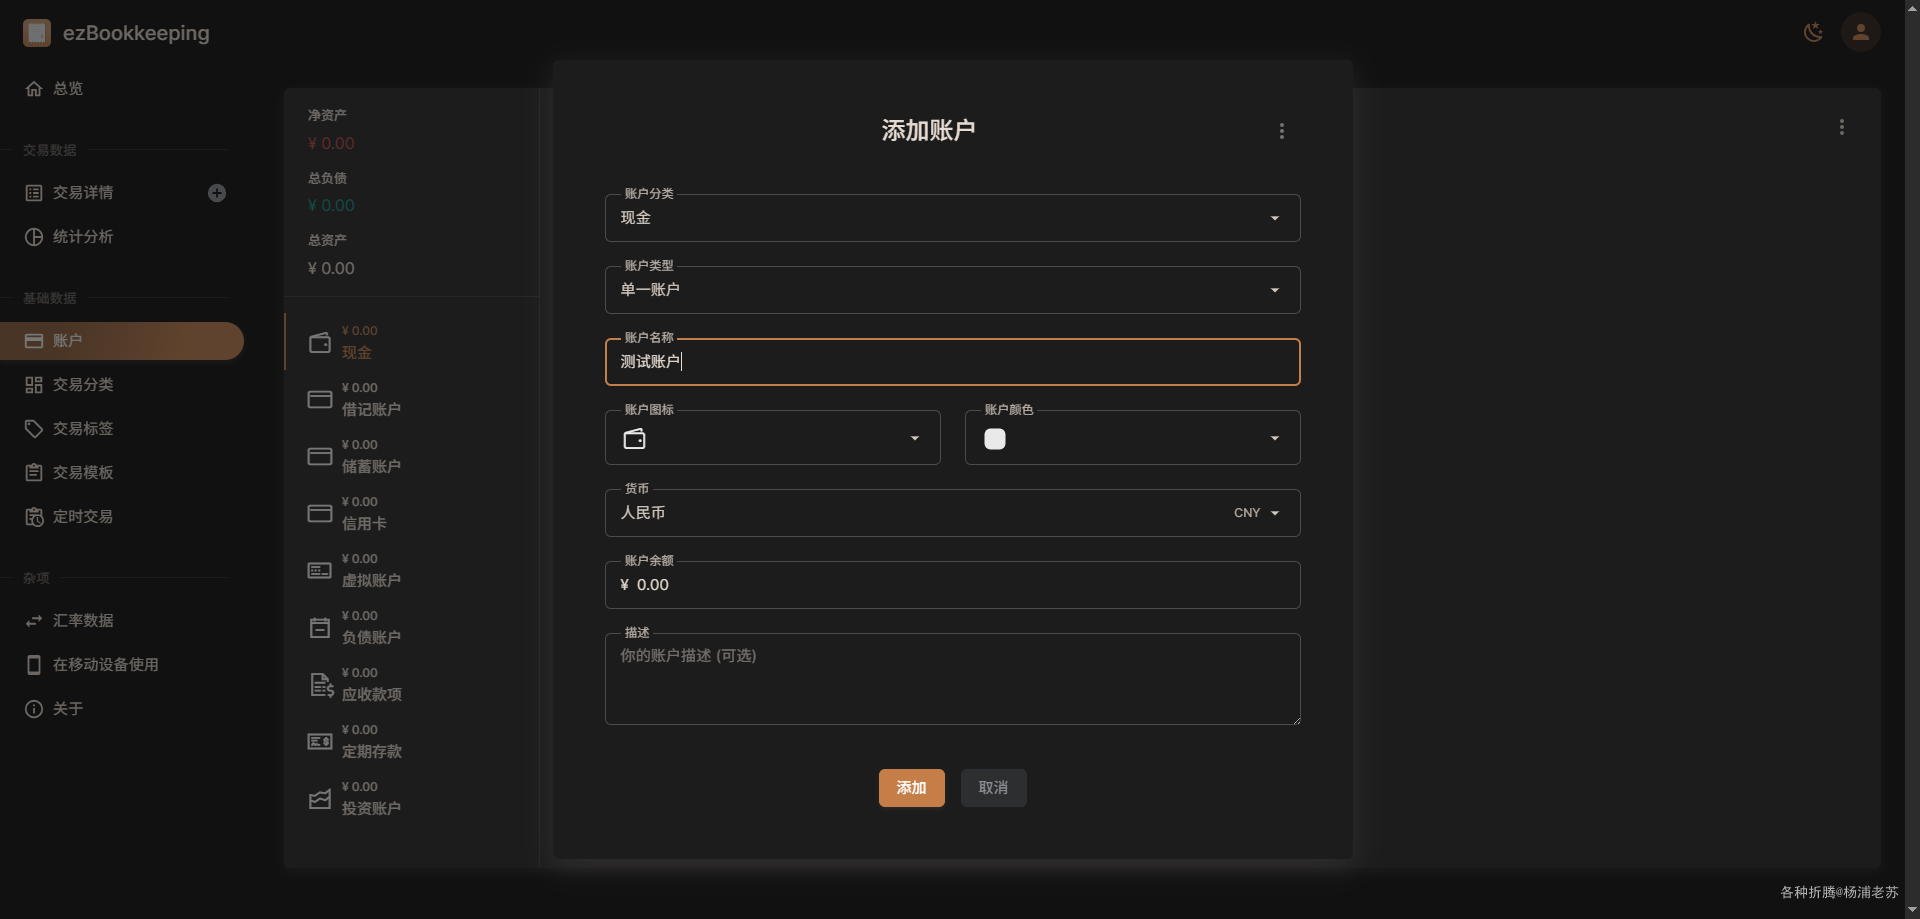 ezBookkeeping
总览
交易数据
交易详情
统计分析
基础数据
账户
交易分类
交易标签
交易模板
定时交易
杂项
汇率数据
在移动设备使用
关于
净资产
¥ 0.00
总负债
¥ 0.00
总资产
¥ 0.00
¥ 0.00
现金
¥ 0.00
借记账户
¥ 0.00
储蓄账户
¥ 0.00
信用卡
¥ 0.00
虚拟账户
¥ 0.00
负债账户
¥ 0.00
应收款项
¥ 0.00
定期存款
¥ 0.00
投资账户
添加账户
账户分类
现金
账户类型
单一账户
账户名称
测试账户
账户图标
账户颜色
货币
人民币 CNY
账户余额
¥ 0.00
描述
你的账户描述 (可选)
添加 取消
各种折腾@杨浦老苏